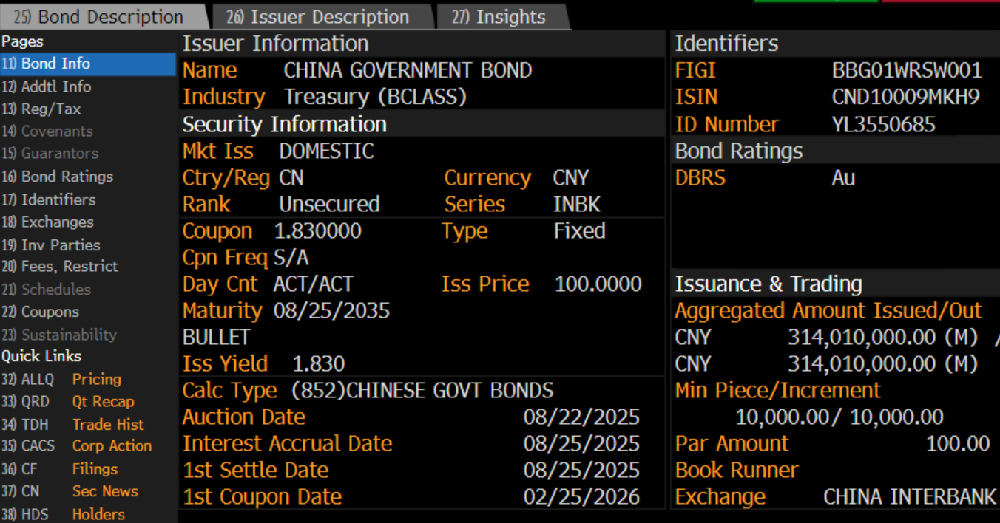 25) Bond Description 26) Issuer Description 27) Insights
Pages
11) Bond Info
12) Addtl Info
13) Reg/Tax
14) Covenants
15) Guarantors
16) Bond Ratings
17) Identifiers
18) Exchanges
19) Inv Parties
20) Fees, Restrict
21) Schedules
22) Coupons
23) Sustainability
Quick Links
32) ALLQ Pricing
33) QRD Qt Recap
34) TDH Trade Hist
35) CACS Corp Action
36) CF Filings
37) CN Sec News
38) HDS Holders
Issuer Information
Name CHINA GOVERNMENT BOND
Industry Treasury (BCLASS)
Security Information
Mkt Iss DOMESTIC
Ctry/Reg CN Currency CNY
Rank Unsecured Series INBK
Coupon 1.830000 Type Fixed
Cpn Freq S/A
Day Cnt ACT/ACT Iss Price 100.0000
Maturity 08/25/2035
BULLET
Iss Yield 1.830
Calc Type (852)CHINESE GOVT BONDS
Auction Date 08/22/2025
Interest Accrual Date 08/25/2025
1st Settle Date 08/25/2025
1st Coupon Date 02/25/2026
Identifiers
FIGI BBG01WRSW001
ISIN CND10009MKH9
ID Number YL3550685
Bond Ratings
DBRS Au
Issuance & Trading
Aggregated Amount Issued/Out
CNY 314,010,000.00 (M) /
CNY 314,010,000.00 (M)
Min Piece/Increment
10,000.00/ 10,000.00
Par Amount 100.00
Book Runner
Exchange CHINA INTERBANK